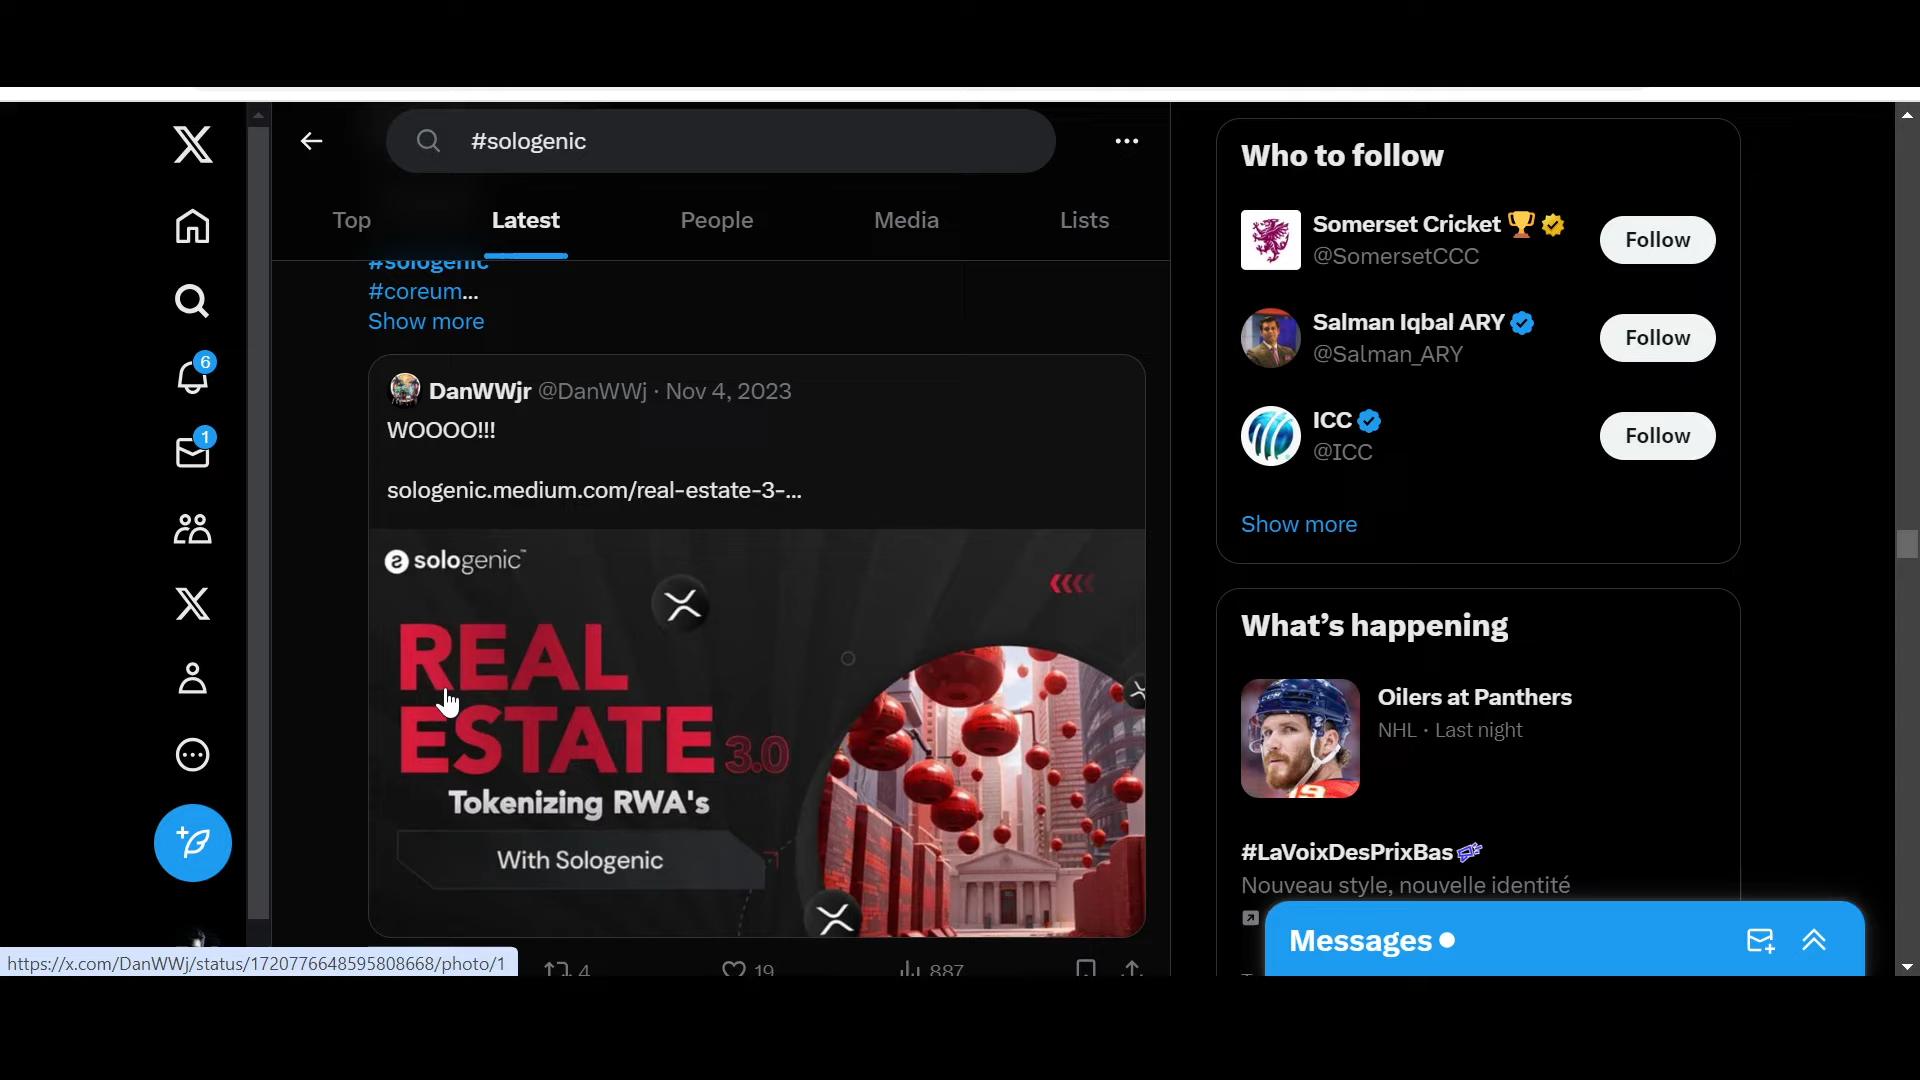 #sologenic
Top
Latest
People
Media
Lists
#sologenic
#coreum...
Show more
DanWWjr @DanWWj · Nov 4, 2023
WOOOO!!!
sologenic.medium.com/real-estate-3-...
sologenic™
REAL
ESTATE 3.0
Tokenizing RWA's
With Sologenic
4
19
887
6
1
Who to follow
Somerset Cricket
@SomersetCCC
Follow
Salman Iqbal ARY
@Salman_ARY
Follow
ICC
@ICC
Follow
Show more
What's happening
Oilers at Panthers
NHL · Last night
#LaVoixDesPrixBas
Nouveau style, nouvelle identité
Messages
https://x.com/DanWWj/status/1720776648595808668/photo/1